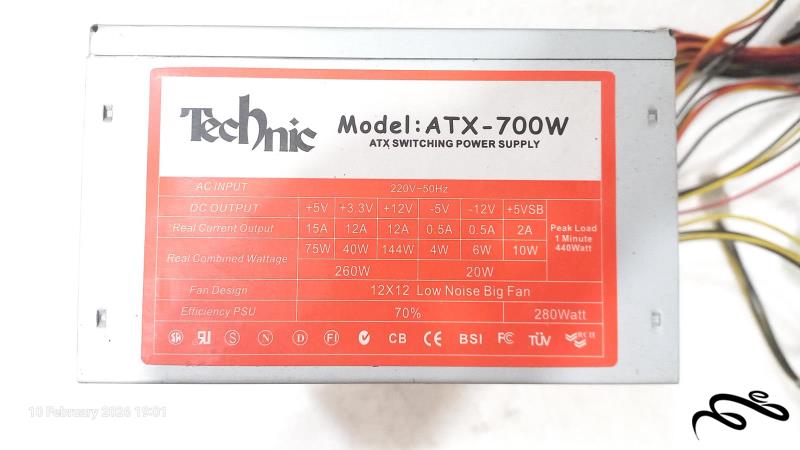 Technic
Model:ATX-700W
ATX SWITCHING POWER SUPPLY
AC INPUT 220V~50Hz
DC OUTPUT +5V +3.3V +12V -5V -12V +5VSB
Real Current Output 15A 12A 12A 0.5A 0.5A 2A
Peak Load
1 Minute
440Watt
Real Combined Wattage 75W 40W 144W 4W 6W 10W
260W 20W
Fan Design 12X12 Low Noise Big Fan
Efficiency PSU 70% 280Watt
S N D FI CB CE BSI FC TÜV
10 February 2026 19:01